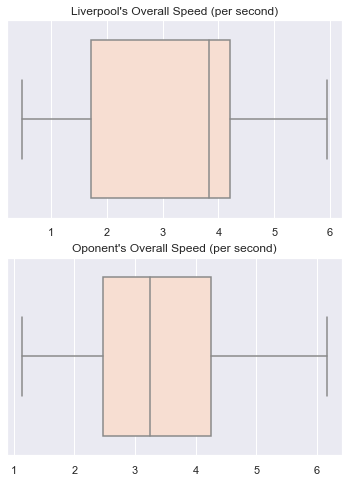 Liverpool's Overall Speed (per second)
1 2 3 4 5 6
Oponent's Overall Speed (per second)
1 2 3 4 5 6